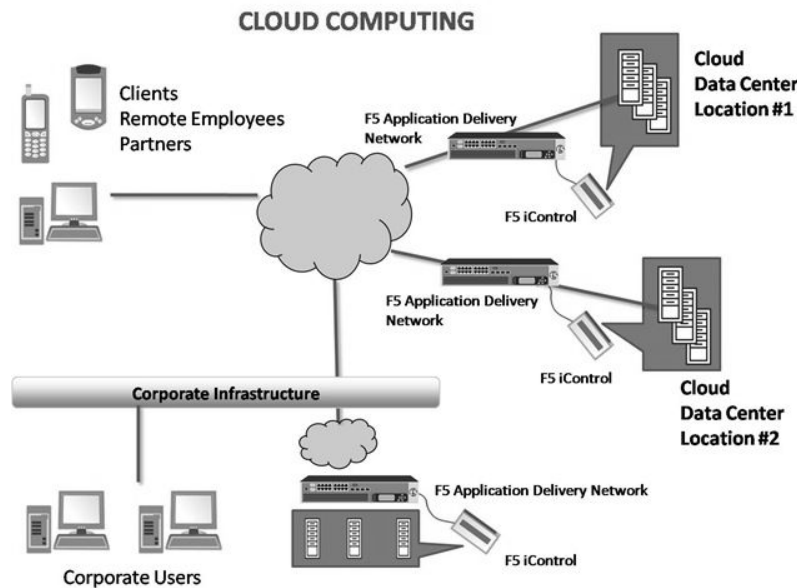 CLOUD COMPUTING
Clients
Remote Employees
Partners
F5 Application Delivery
Network
F5 iControl
Cloud
Data Center
Location #1
F5 Application Delivery
Network
F5 iControl
Cloud
Data Center
Location #2
Corporate Infrastructure
F5 Application Delivery Network
F5 iControl
Corporate Users